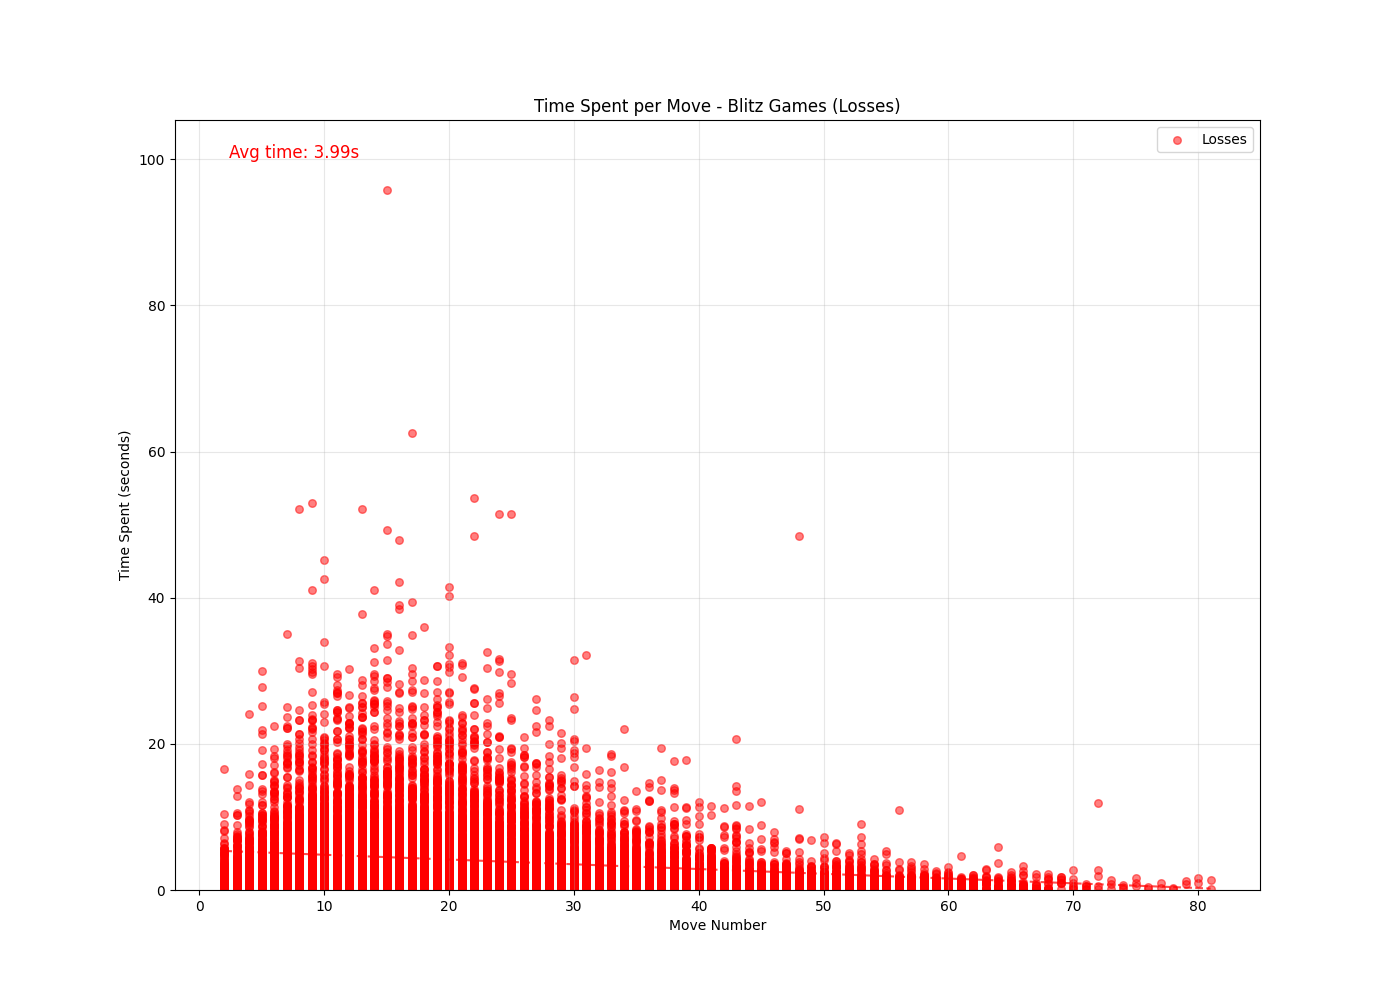 Time Spent per Move - Blitz Games (Losses)
Avg time: 3.99s
Losses
100
80
60
40
20
0
Time Spent (seconds)
0 10 20 30 40 50 60 70 80
Move Number